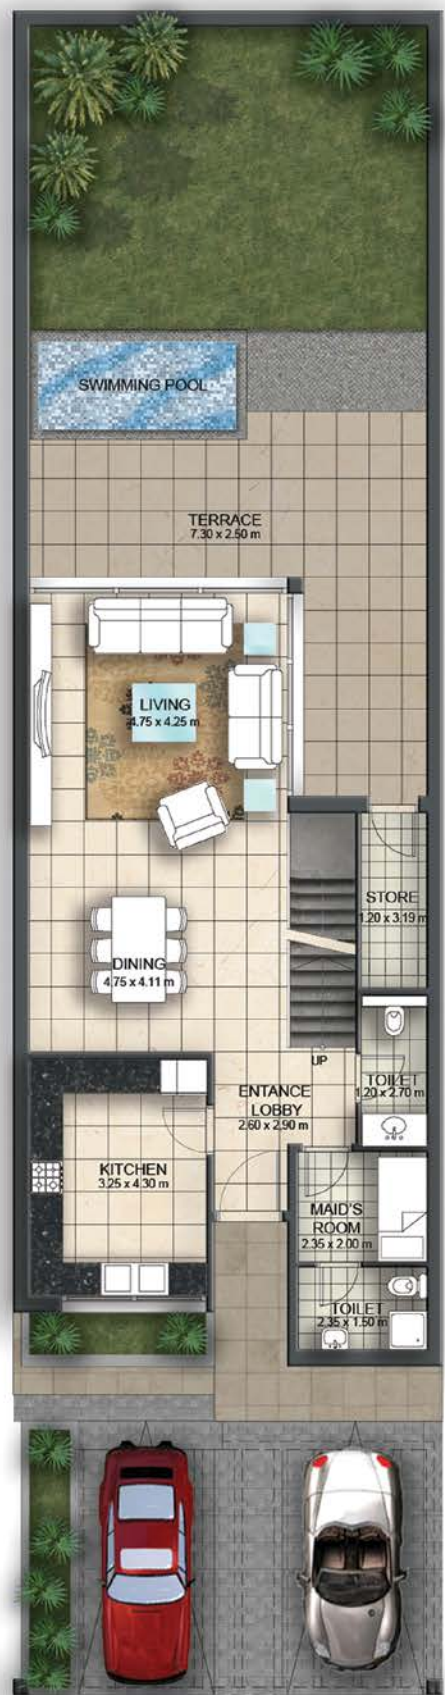 SWIMMING POOL
TERRACE
7.30 x 2.50 m
LIVING
4.75 x 4.25 m
STORE
1.20 x 3.19 m
DINING
4.75 x 4.11 m
UP
TOILET
1.20 x 2.70 m
ENTANCE
LOBBY
2.60 x 2.90 m
KITCHEN
3.25 x 4.30 m
MAID'S
ROOM
2.35 x 2.00 m
TOILET
2.35 x 1.50 m